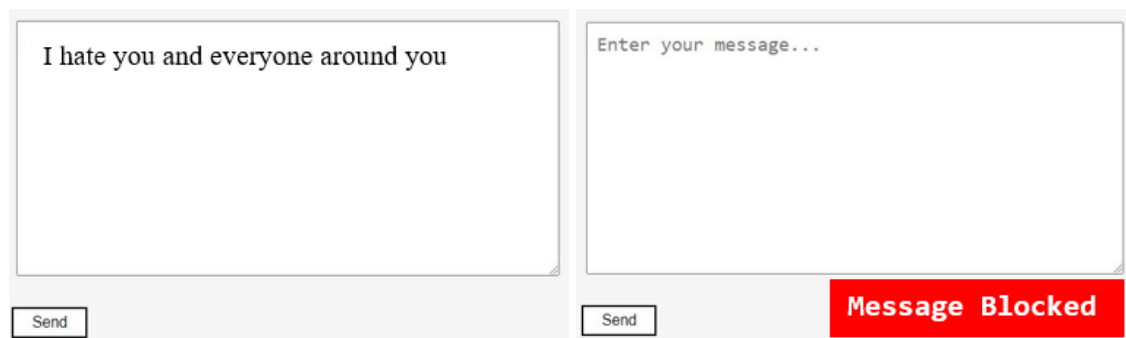 I hate you and everyone around you
Send
Enter your message...
Send
Message Blocked